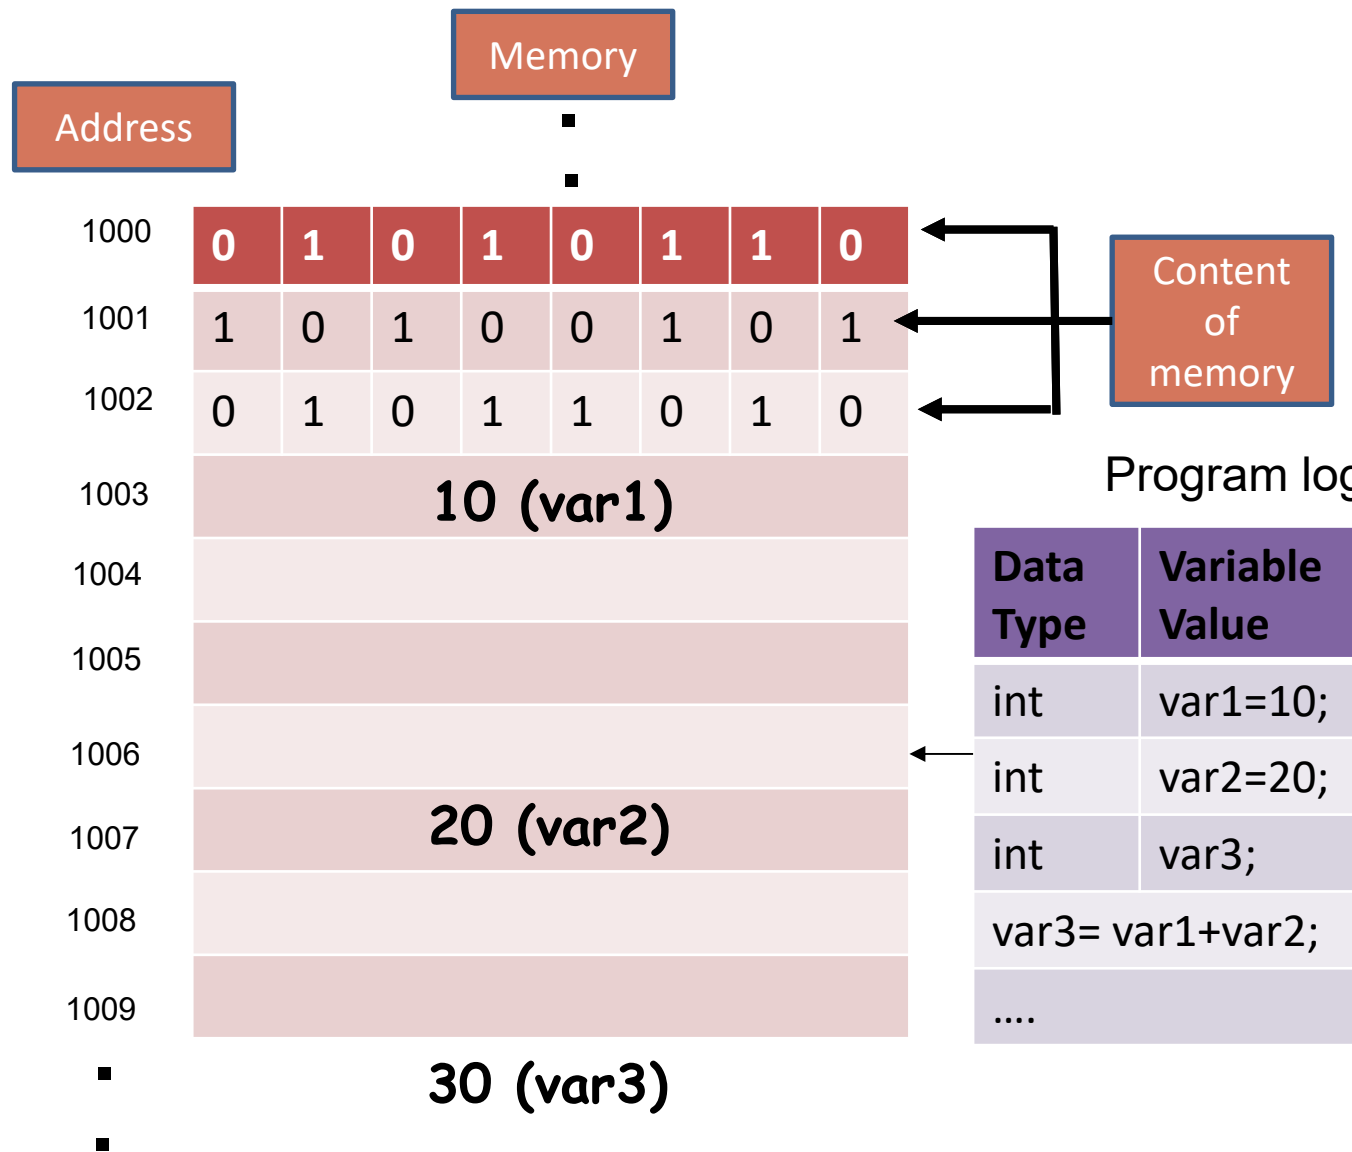 Memory
Address
1000 0 1 0 1 0 1 1 0
1001 1 0 1 0 0 1 0 1
1002 0 1 0 1 1 0 1 0
Content
of
memory
1003 10 (var1)
1004
1005
1006
1007 20 (var2)
1008
1009
30 (var3)
Program log
Data Type Variable Value
int var1=10;
int var2=20;
int var3;
var3= var1+var2;
....